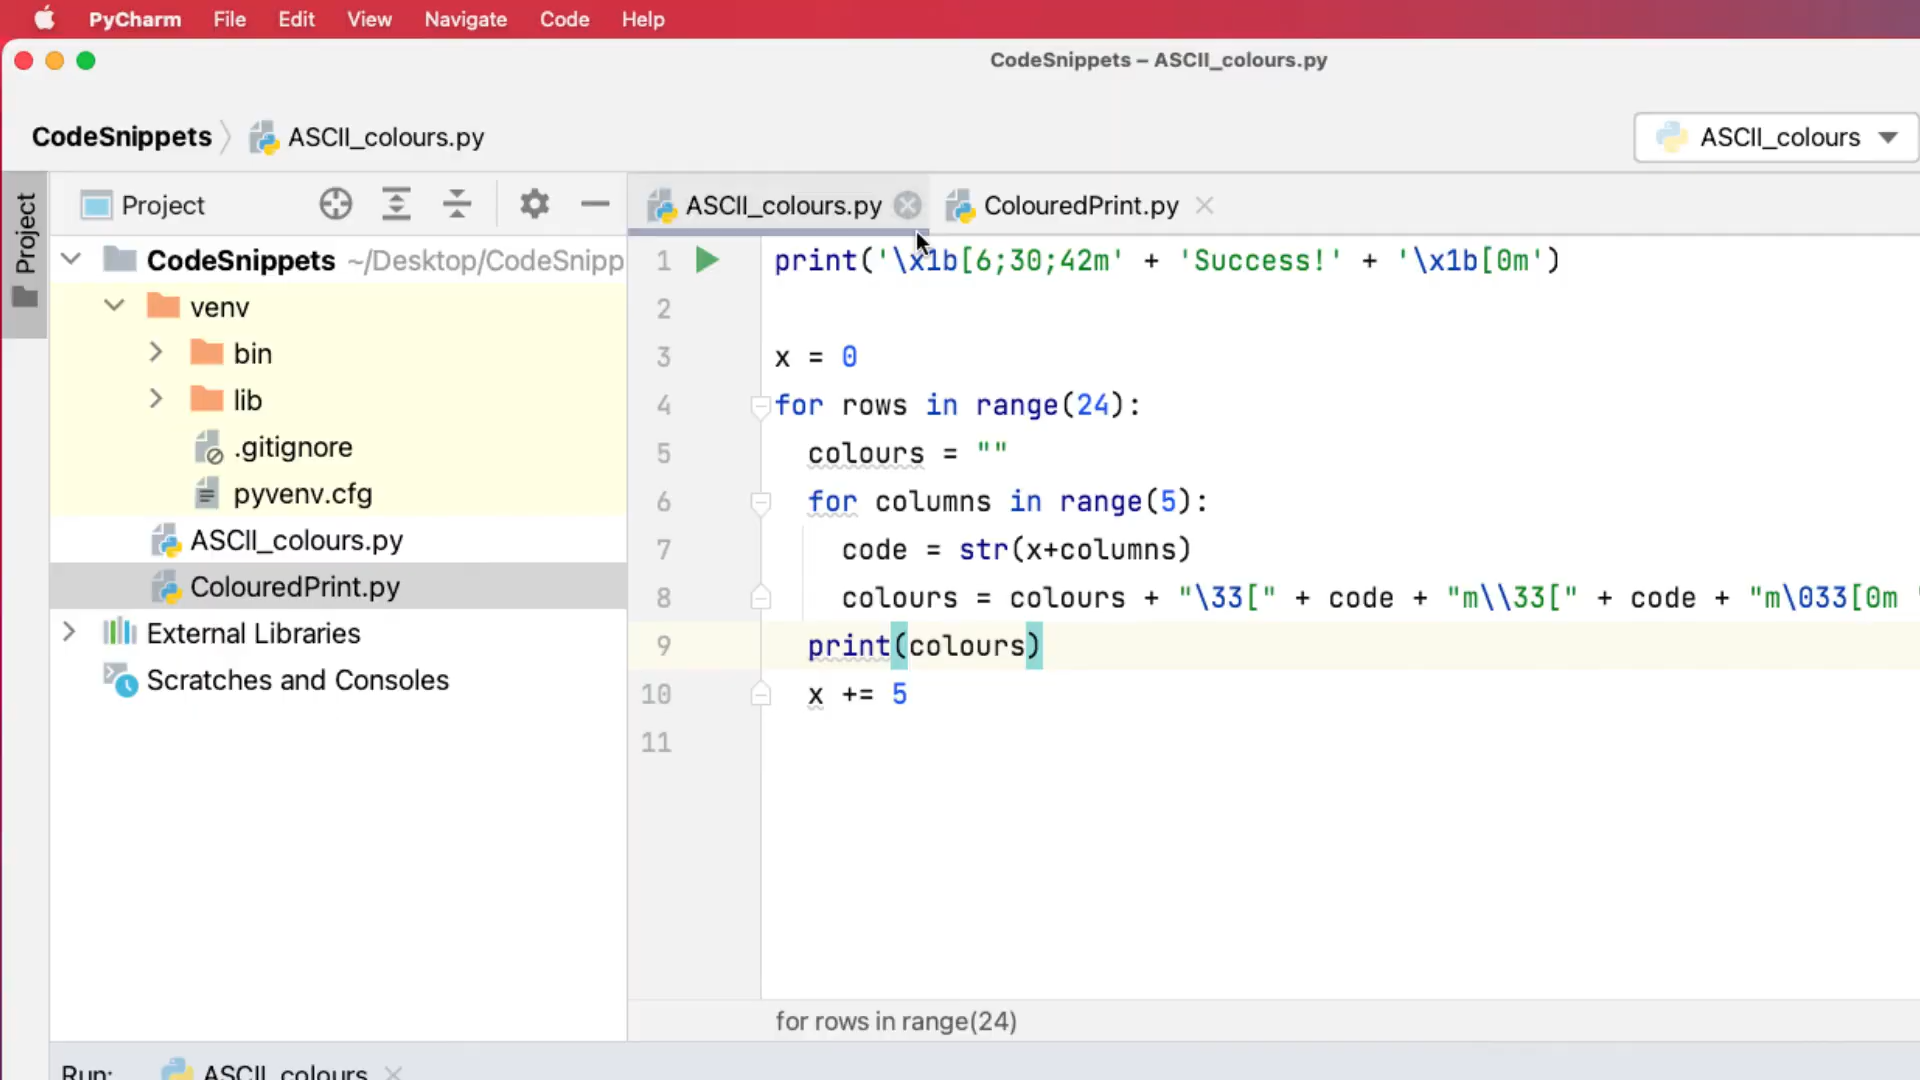 PyCharm File Edit View Navigate Code Help
CodeSnippets – ASCII_colours.py
CodeSnippets ASCII_colours.py
ASCII_colours
Project
Project
ASCII_colours.py
ColouredPrint.py
CodeSnippets ~/Desktop/CodeSnipp
venv
bin
lib
.gitignore
pyvenv.cfg
ASCII_colours.py
ColouredPrint.py
External Libraries
Scratches and Consoles
1 print('\x1b[6;30;42m' + 'Success!' + '\x1b[0m')
2
3 x = 0
4 for rows in range(24):
5 colours = ""
6 for columns in range(5):
7 code = str(x+columns)
8 colours = colours + "\33[" + code + "m\\33[" + code + "m\033[0m
9 print(colours)
10 x += 5
11
for rows in range(24)
Run: ASCII_colours